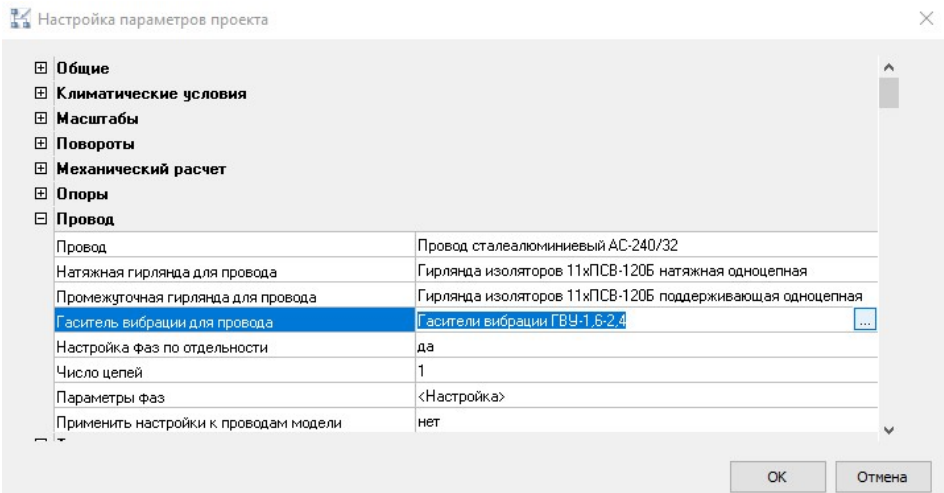 Настройка параметров проекта
Общие
Климатические условия
Масштабы
Повороты
Механический расчет
Опоры
Провод
Провод Провод сталеалюминиевый АС-240/32
Натяжная гирлянда для провода Гирлянда изоляторов 11хПСВ-120Б натяжная одноцепная
Промежуточная гирлянда для провода Гирлянда изоляторов 11хПСВ-120Б поддерживающая одноцепная
Гаситель вибрации для провода Гасители вибрации ГВУ-1,6-2,4 ...
Настройка фаз по отдельности да
Число цепей 1
Параметры фаз <Настройка>
Применить настройки к проводам модели нет
OK Отмена